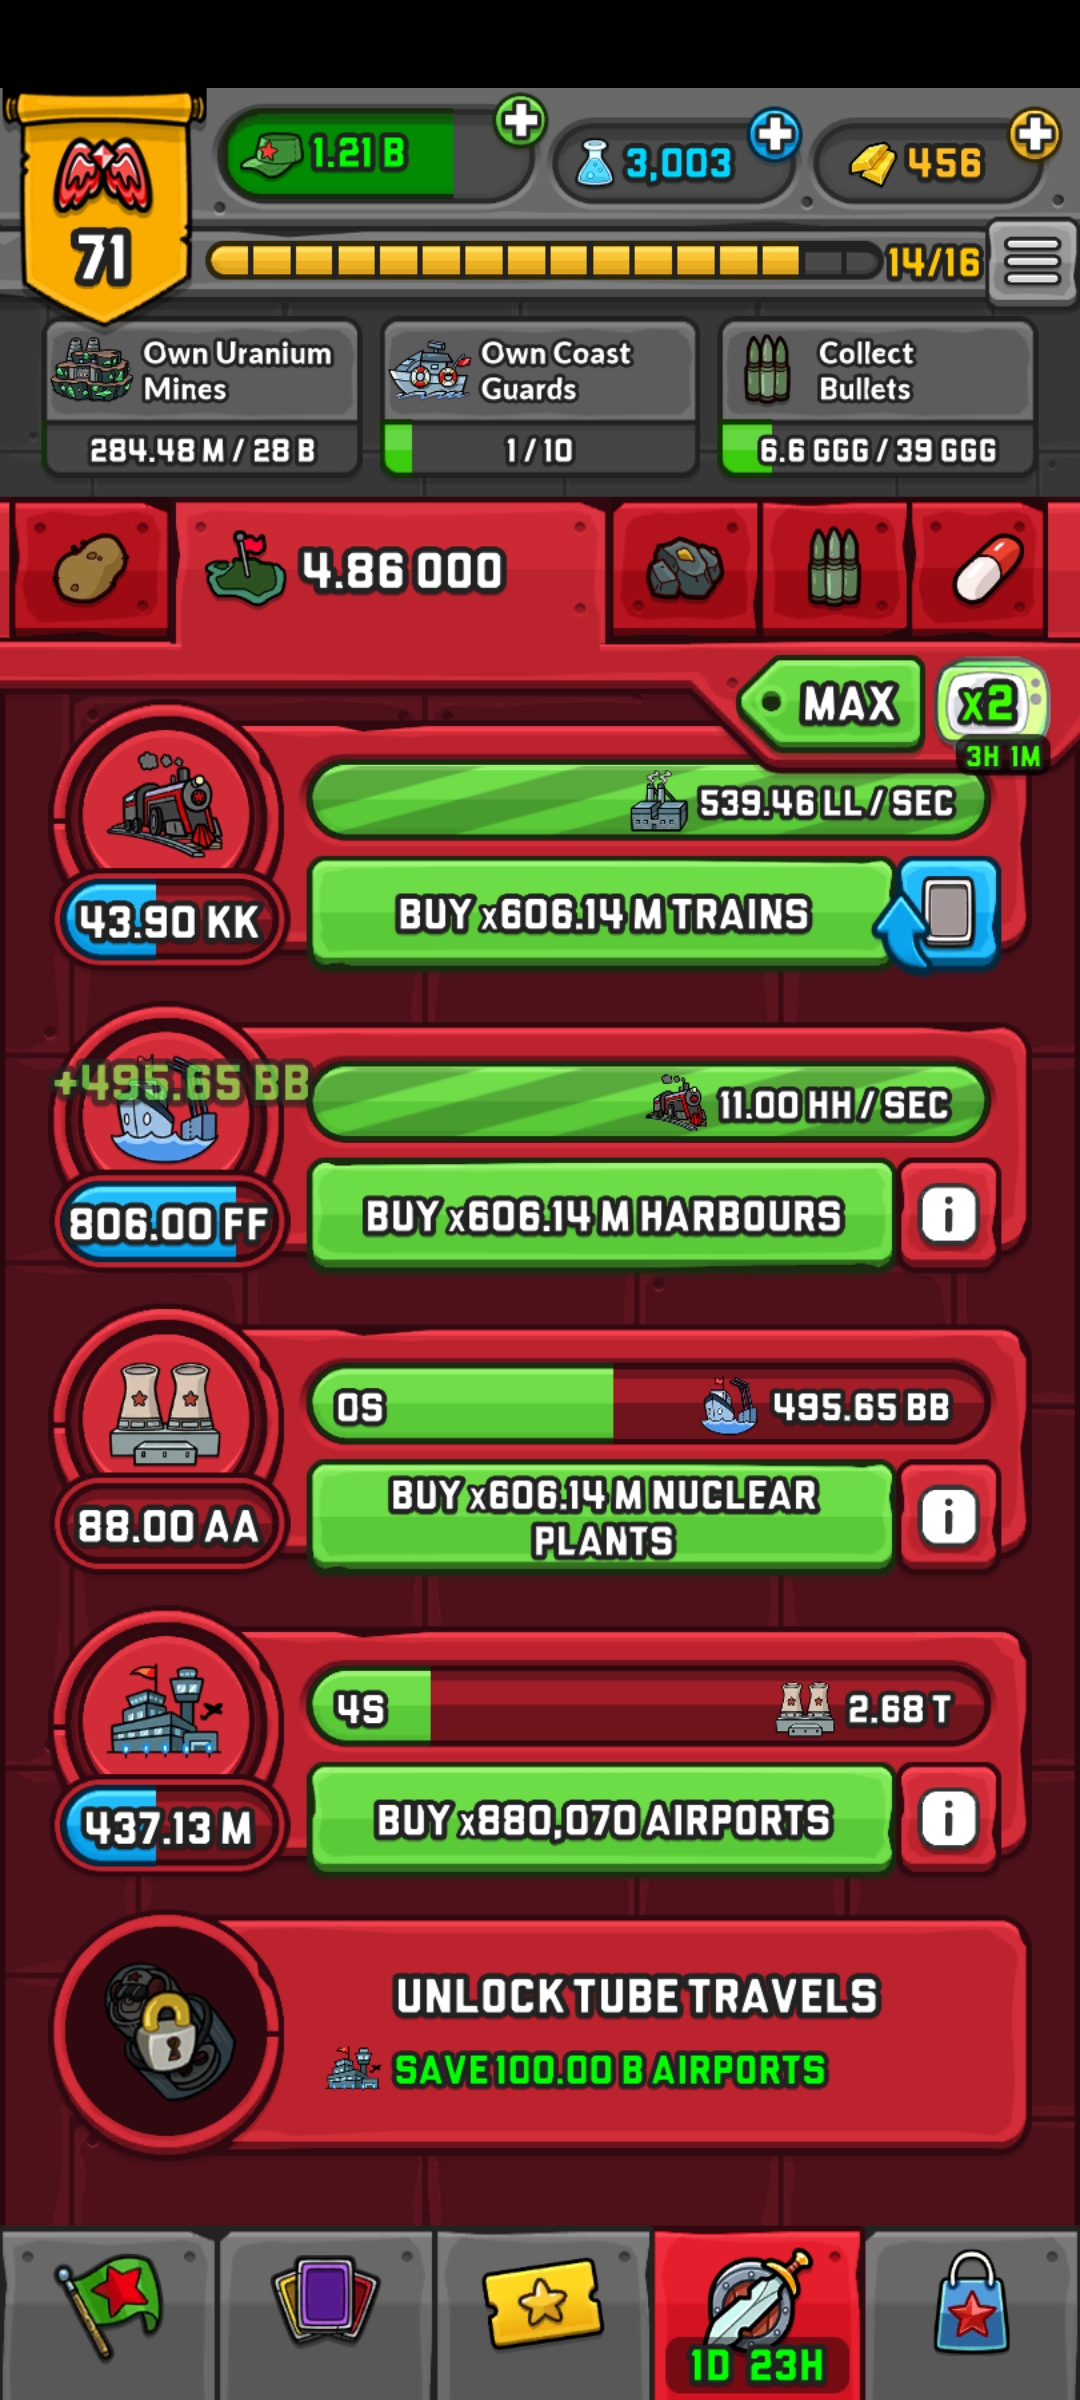 71
1.21 B
3,003
456
14/16
Own Uranium
Mines
284.48 M / 28 B
Own Coast
Guards
1 / 10
Collect
Bullets
6.6 GGG / 39 GGG
4.86 OOO
MAX
x2
3H 1M
539.46 LL / SEC
43.90 KK
BUY x606.14 M TRAINS
+495.65 BB
11.00 HH / SEC
806.00 FF
BUY x606.14 M HARBOURS
i
0S
495.65 BB
88.00 AA
BUY x606.14 M NUCLEAR
PLANTS
i
4S
2.68 T
437.13 M
BUY x880,070 AIRPORTS
i
UNLOCK TUBE TRAVELS
SAVE 100.00 B AIRPORTS
1D 23H